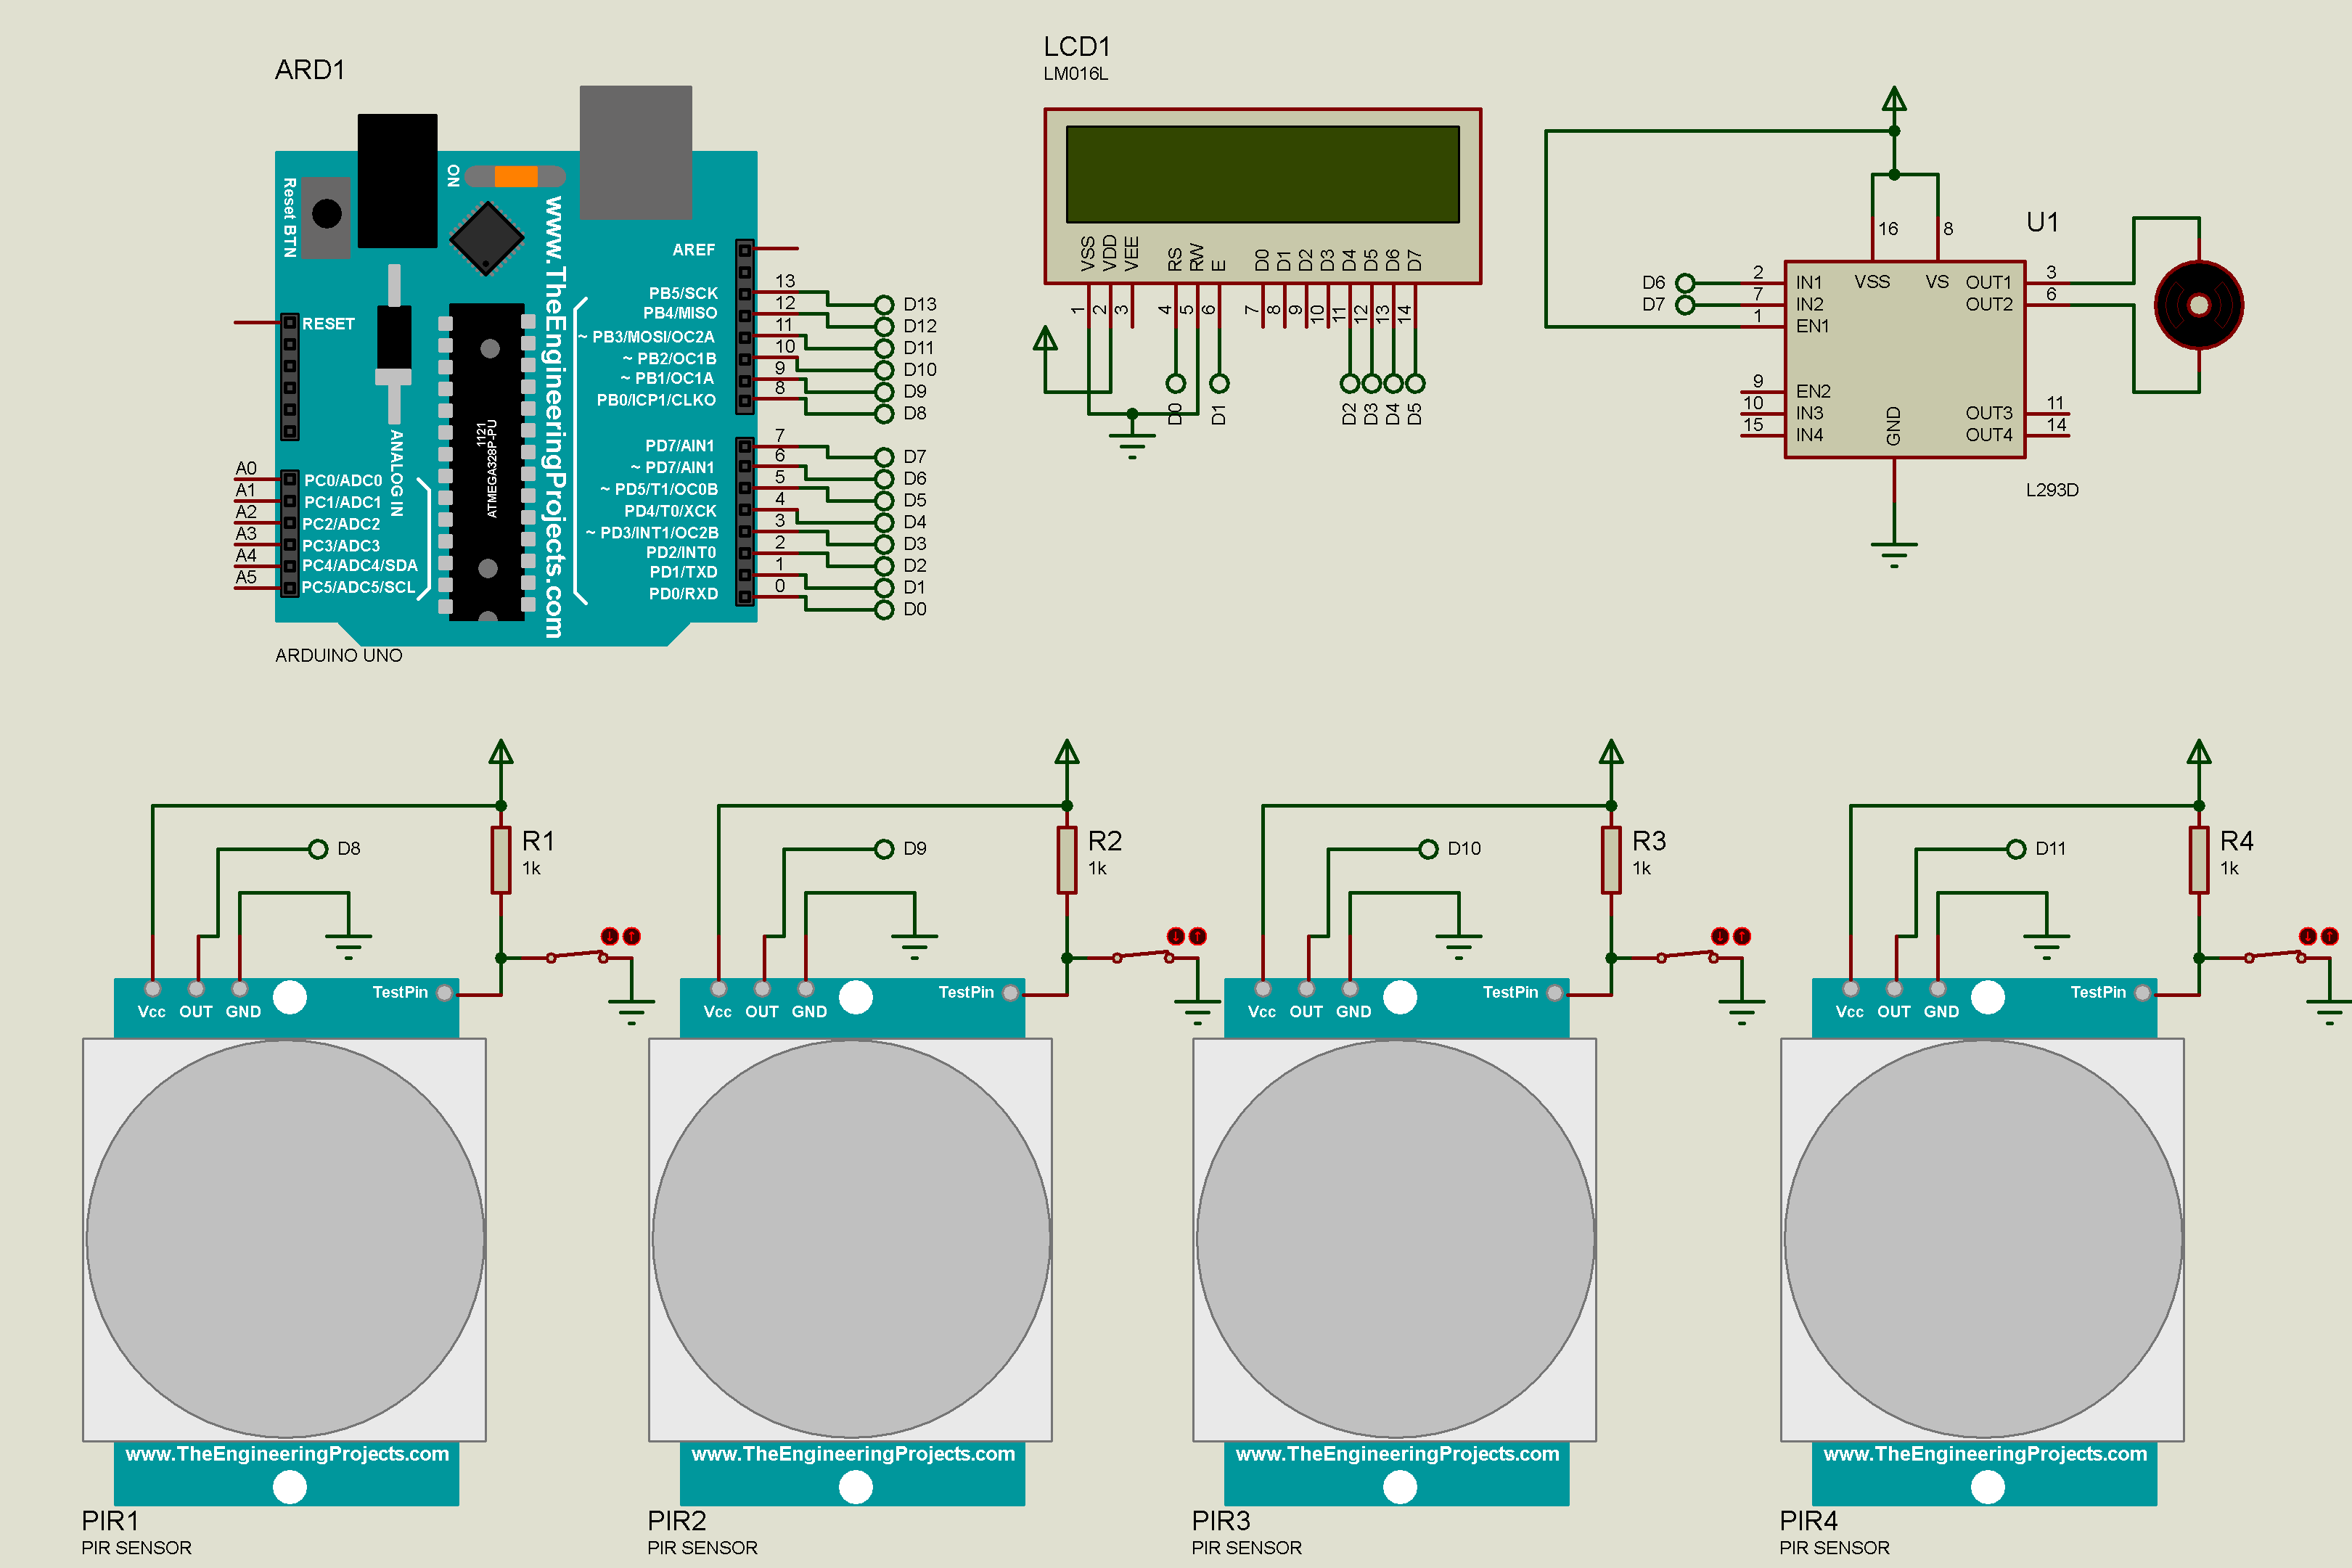 ARD1
LCD1
LM016L
Reset BTN
ON
www.TheEngineeringProjects.com
AREF
RESET
PB5/SCK 13 D13
PB4/MISO 12 D12
~ PB3/MOSI/OC2A 11 D11
~ PB2/OC1B 10 D10
~ PB1/OC1A 9 D9
PB0/ICP1/CLKO 8 D8
PD7/AIN1 7 D7
~ PD7/AIN1 6 D6
~ PD5/T1/OC0B 5 D5
PD4/T0/XCK 4 D4
~ PD3/INT1/OC2B 3 D3
PD2/INT0 2 D2
PD1/TXD 1 D1
PD0/RXD 0 D0
ANALOG IN
1121
ATMEGA328P-PU
A0 PC0/ADC0
A1 PC1/ADC1
A2 PC2/ADC2
A3 PC3/ADC3
A4 PC4/ADC4/SDA
A5 PC5/ADC5/SCL
ARDUINO UNO
VSS VDD VEE RS RW E D0 D1 D2 D3 D4 D5 D6 D7
1 2 3 4 5 6 7 8 9 10 11 12 13 14
D0 D1 D2 D3 D4 D5
U1
16 8
VSS VS
D6 2 IN1
D7 7 IN2
1 EN1
9 EN2
10 IN3
15 IN4
OUT1 3
OUT2 6
OUT3 11
OUT4 14
GND
L293D
R1
1k
D8
TestPin
Vcc OUT GND
www.TheEngineeringProjects.com
PIR1
PIR SENSOR
R2
1k
D9
TestPin
Vcc OUT GND
www.TheEngineeringProjects.com
PIR2
PIR SENSOR
R3
1k
D10
TestPin
Vcc OUT GND
www.TheEngineeringProjects.com
PIR3
PIR SENSOR
R4
1k
D11
TestPin
Vcc OUT GND
www.TheEngineeringProjects.com
PIR4
PIR SENSOR